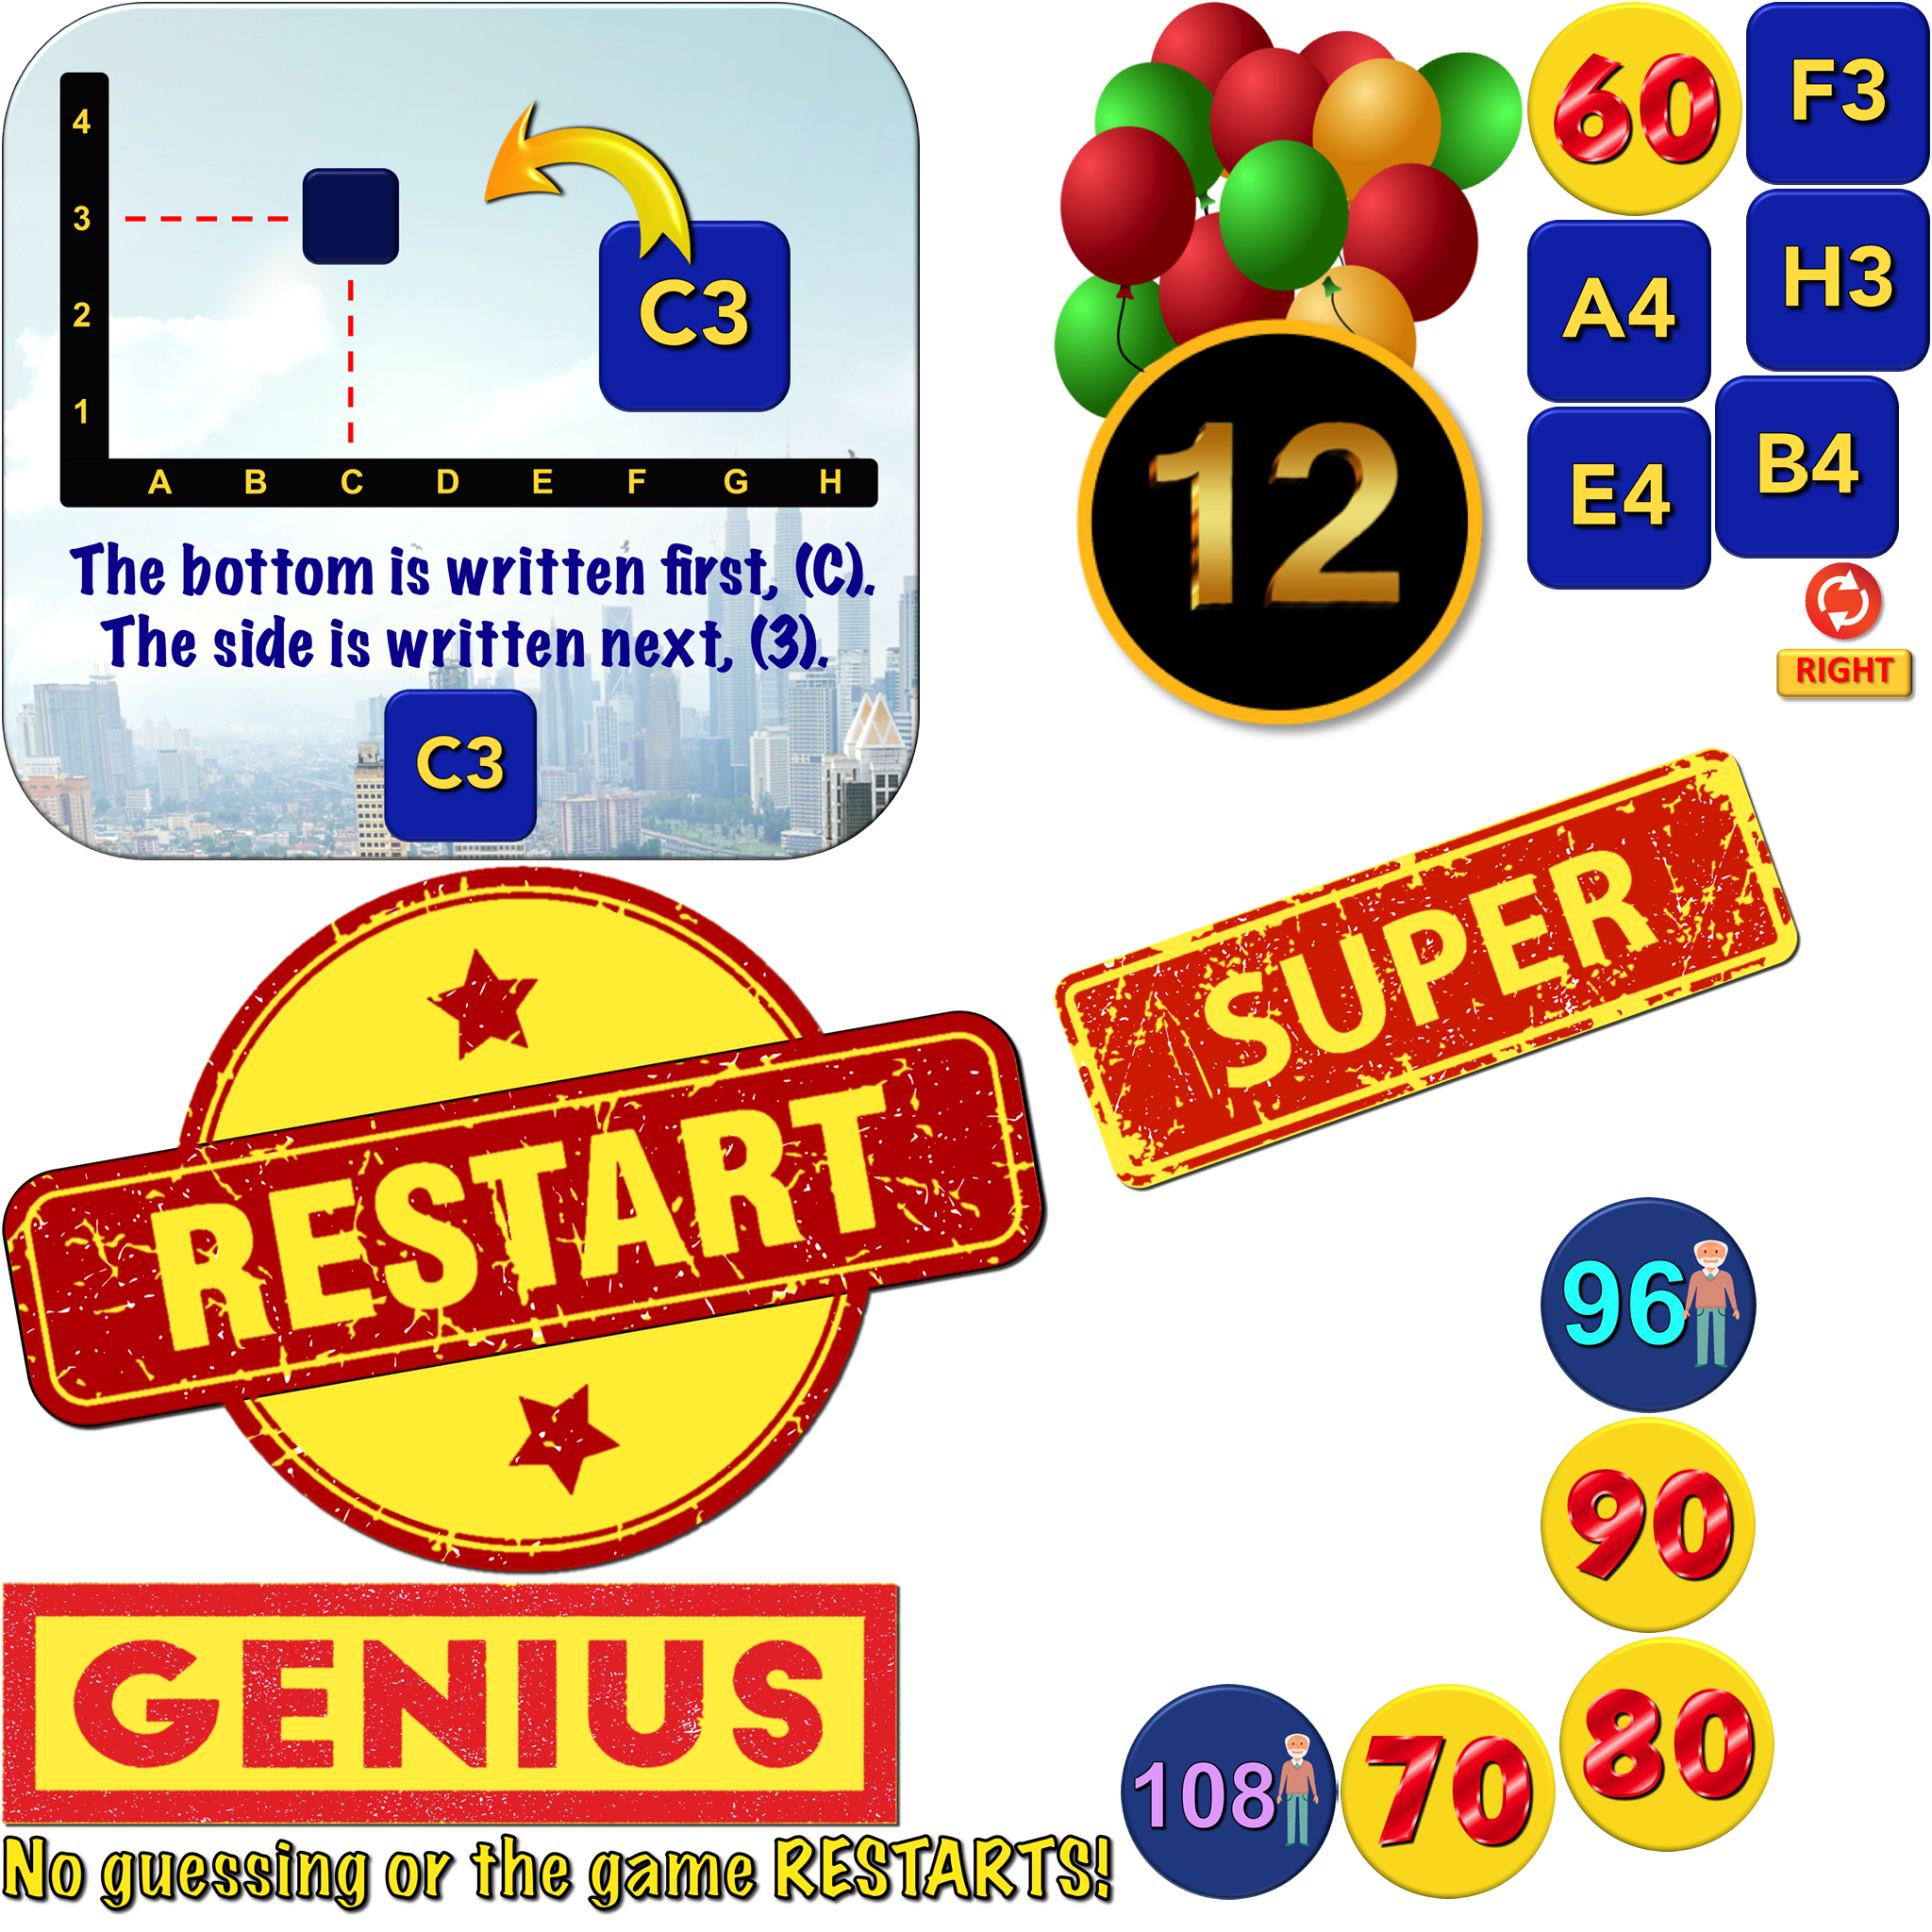 4
3
2
1
A B C D E F G H
C3
The bottom is written first, (C).
The side is written next, (3).
C3
12
60
F3
H3
A4
B4
E4
RIGHT
SUPER
RESTART
96
90
80
70
108
GENIUS
No guessing or the game RESTARTS!